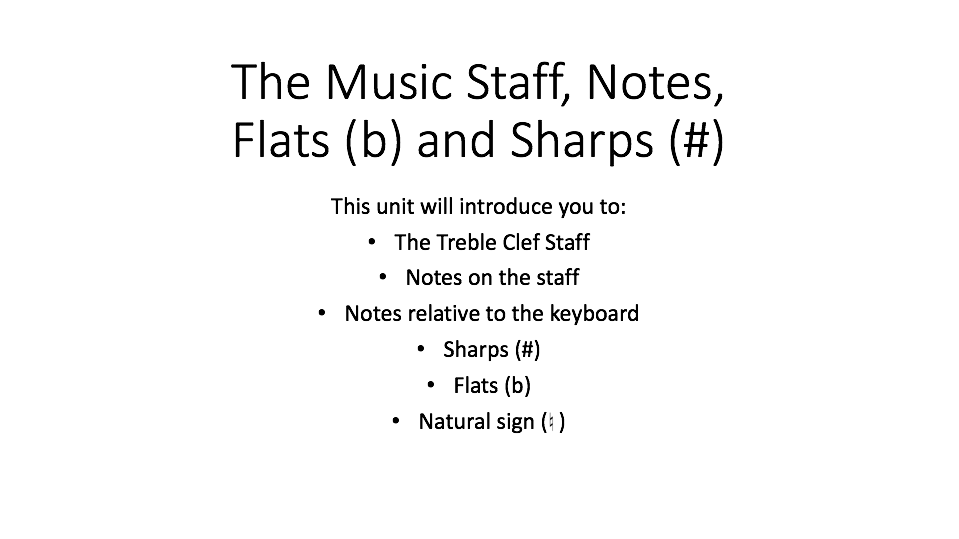 The Music Staff, Notes,
Flats (b) and Sharps (#)
This unit will introduce you to:
• The Treble Clef Staff
• Notes on the staff
• Notes relative to the keyboard
• Sharps (#)
• Flats (b)
• Natural sign (♮ )